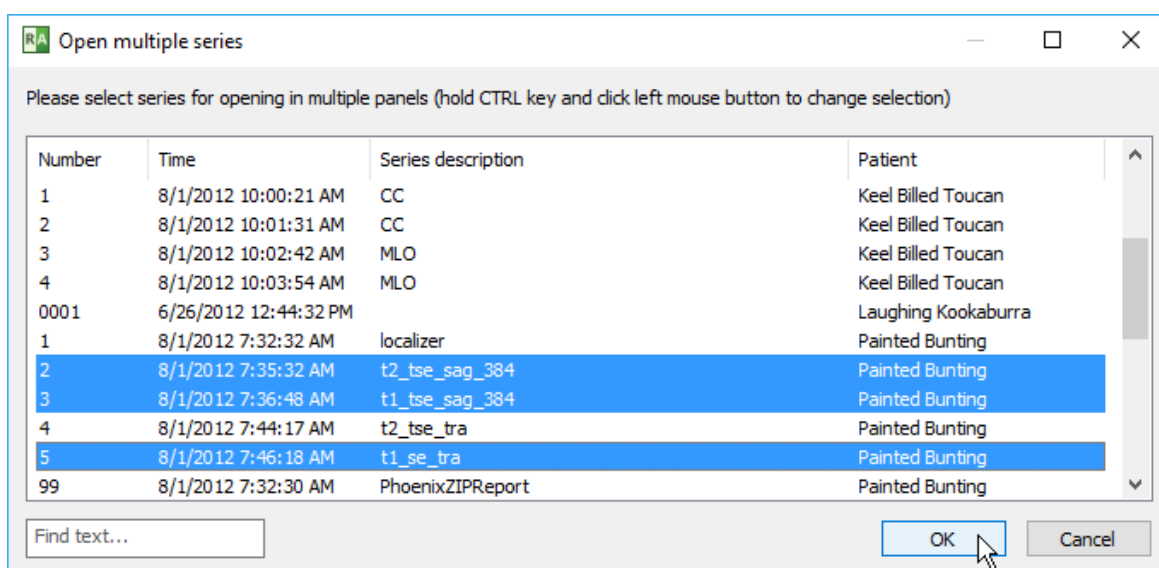 RA Open multiple series
Please select series for opening in multiple panels (hold CTRL key and click left mouse button to change selection)
Number Time Series description Patient
1 8/1/2012 10:00:21 AM CC Keel Billed Toucan
2 8/1/2012 10:01:31 AM CC Keel Billed Toucan
3 8/1/2012 10:02:42 AM MLO Keel Billed Toucan
4 8/1/2012 10:03:54 AM MLO Keel Billed Toucan
0001 6/26/2012 12:44:32 PM Laughing Kookaburra
1 8/1/2012 7:32:32 AM localizer Painted Bunting
2 8/1/2012 7:35:32 AM t2_tse_sag_384 Painted Bunting
3 8/1/2012 7:36:48 AM t1_tse_sag_384 Painted Bunting
4 8/1/2012 7:44:17 AM t2_tse_tra Painted Bunting
5 8/1/2012 7:46:18 AM t1_se_tra Painted Bunting
99 8/1/2012 7:32:30 AM PhoenixZIPReport Painted Bunting
Find text... OK Cancel